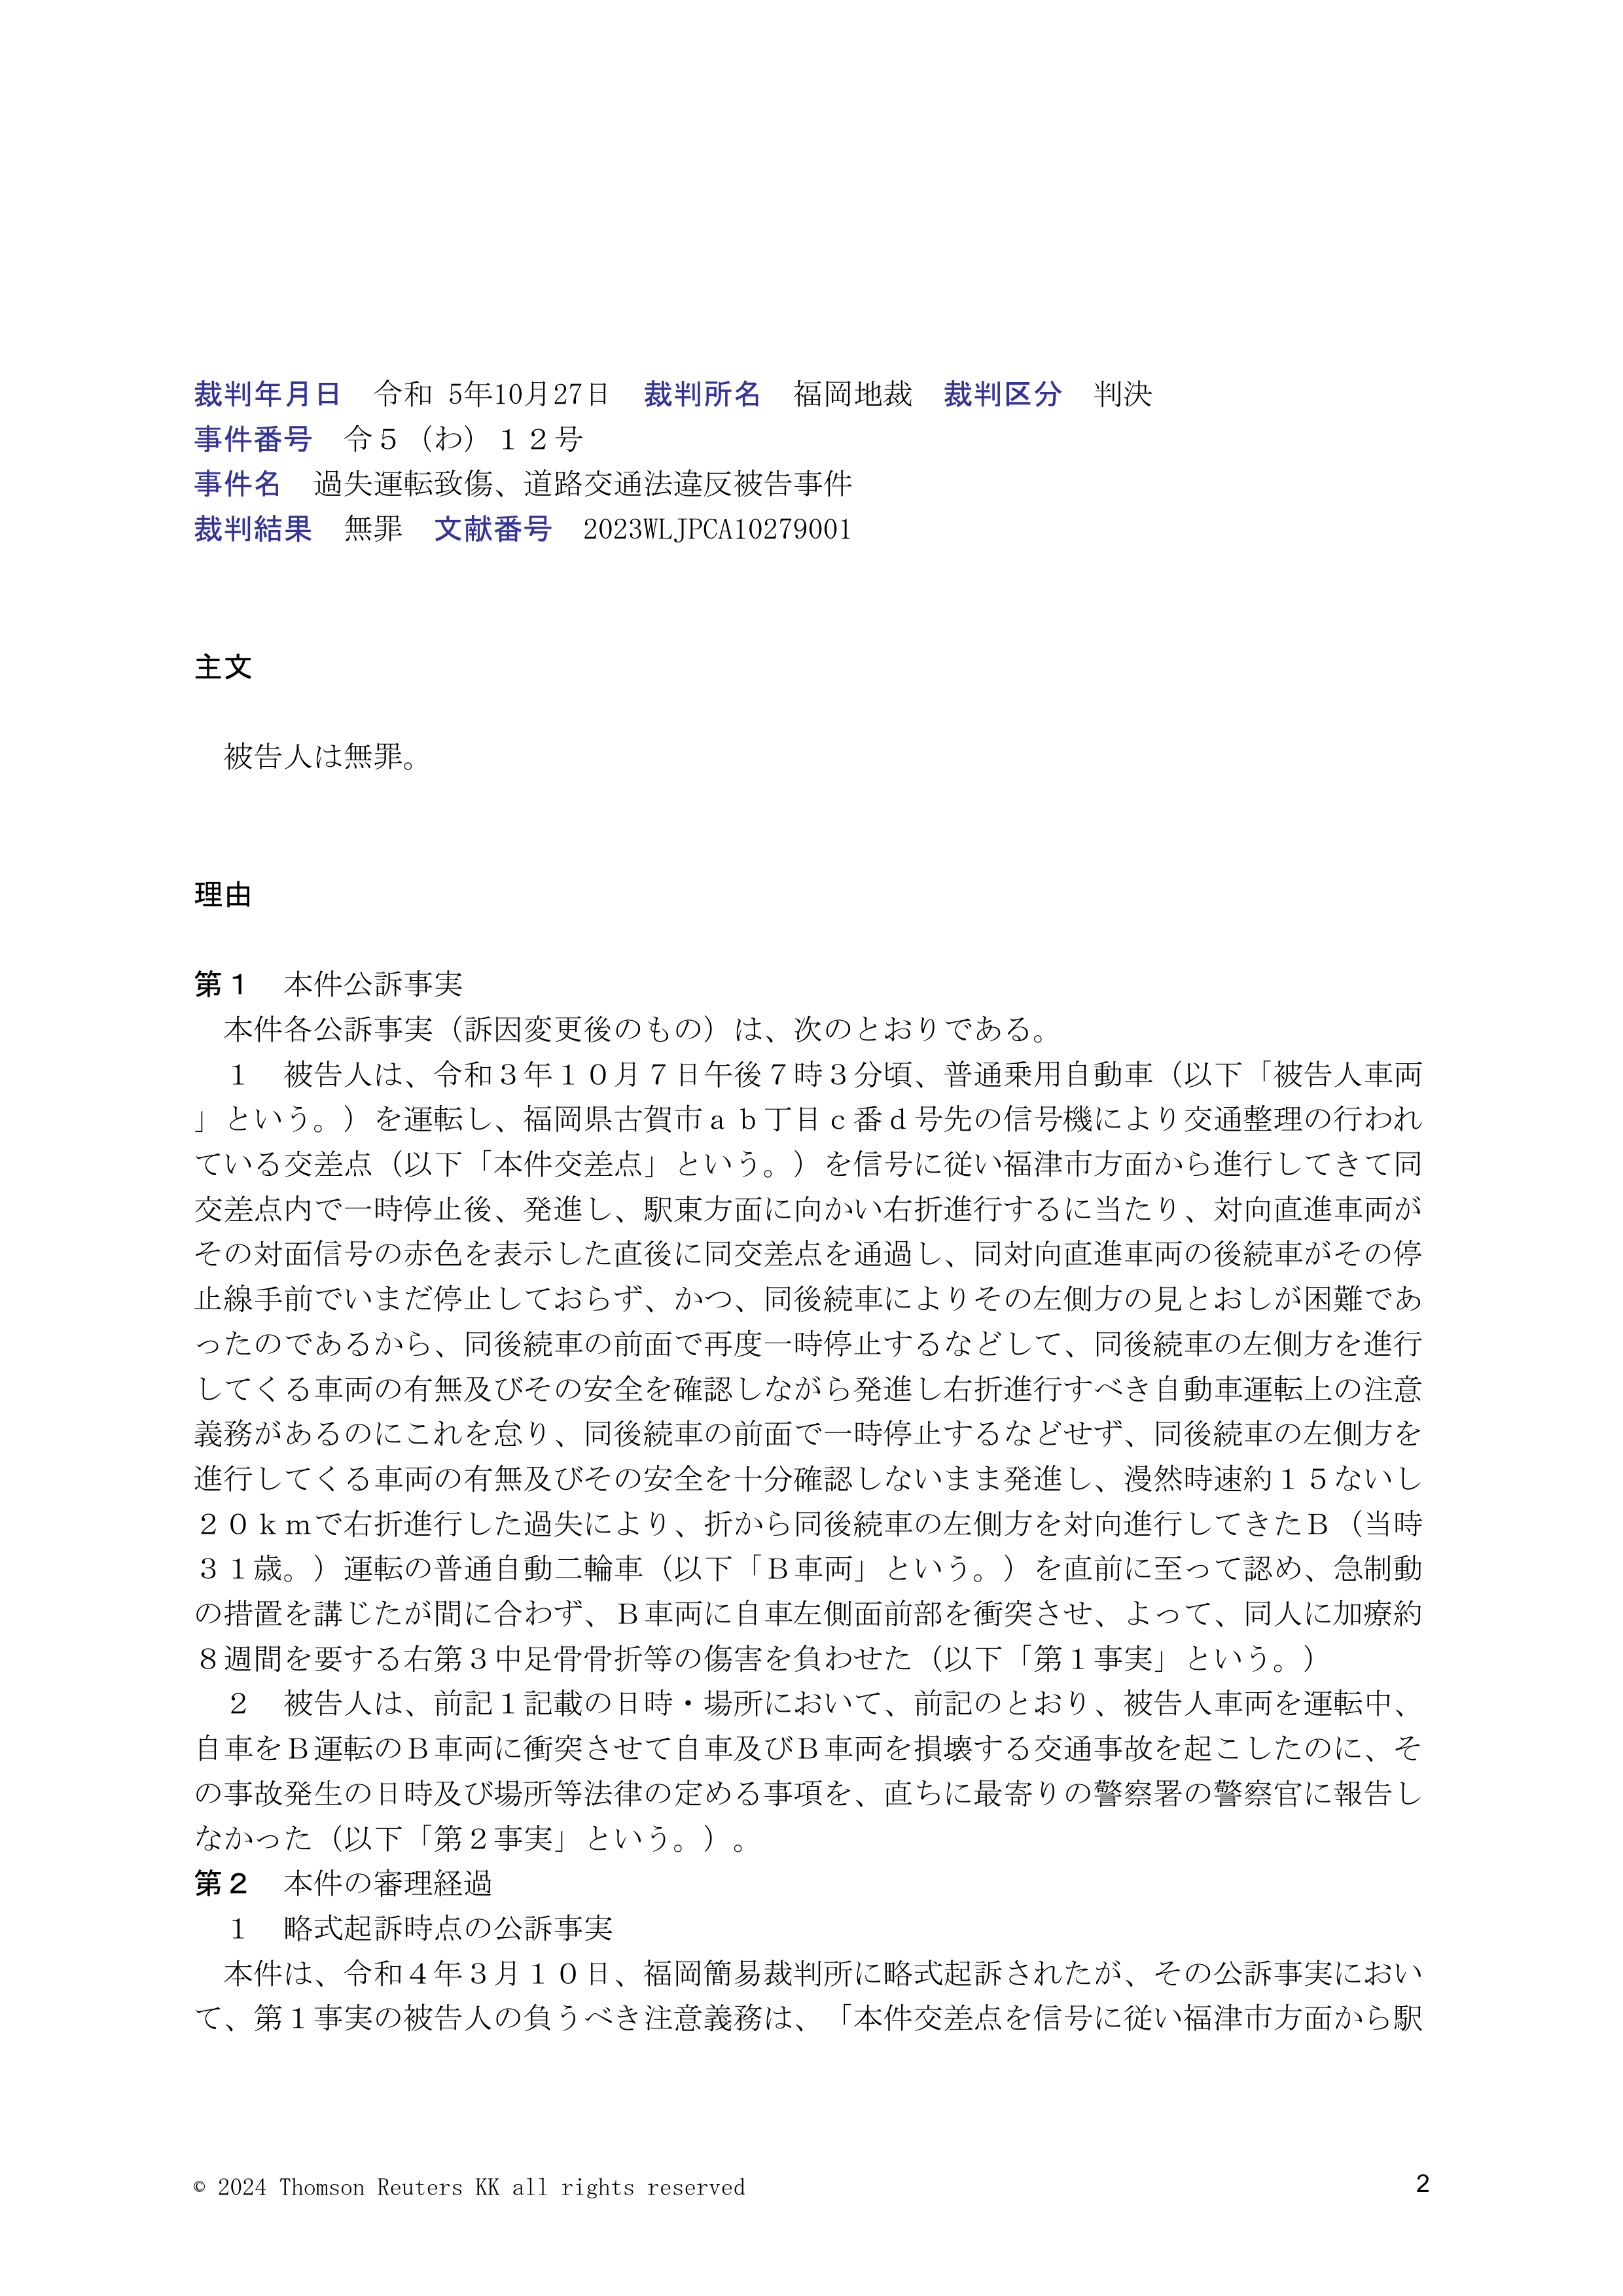 裁判年月日　令和 5年10月27日　裁判所名　福岡地裁　裁判区分　判決
事件番号　令５（わ）１２号
事件名　過失運転致傷、道路交通法違反被告事件
裁判結果　無罪　文献番号　2023WLJPCA10279001
主文
　被告人は無罪。
理由
第１　本件公訴事実
　本件各公訴事実（訴因変更後のもの）は、次のとおりである。
　１　被告人は、令和３年１０月７日午後７時３分頃、普通乗用自動車（以下「被告人車両
」という。）を運転し、福岡県古賀市ａｂ丁目ｃ番ｄ号先の信号機により交通整理の行われ
ている交差点（以下「本件交差点」という。）を信号に従い福津市方面から進行してきて同
交差点内で一時停止後、発進し、駅東方面に向かい右折進行するに当たり、対向直進車両が
その対面信号の赤色を表示した直後に同交差点を通過し、同対向直進車両の後続車がその停
止線手前でいまだ停止しておらず、かつ、同後続車によりその左側方の見とおしが困難であ
ったのであるから、同後続車の前面で再度一時停止するなどして、同後続車の左側方を進行
してくる車両の有無及びその安全を確認しながら発進し右折進行すべき自動車運転上の注意
義務があるのにこれを怠り、同後続車の前面で一時停止するなどせず、同後続車の左側方を
進行してくる車両の有無及びその安全を十分確認しないまま発進し、漫然時速約１５ないし
２０ｋｍで右折進行した過失により、折から同後続車の左側方を対向進行してきたＢ（当時
３１歳。）運転の普通自動二輪車（以下「Ｂ車両」という。）を直前に至って認め、急制動
の措置を講じたが間に合わず、Ｂ車両に自車左側面前部を衝突させ、よって、同人に加療約
８週間を要する右第３中足骨骨折等の傷害を負わせた（以下「第１事実」という。）
　２　被告人は、前記１記載の日時・場所において、前記のとおり、被告人車両を運転中、
自車をＢ運転のＢ車両に衝突させて自車及びＢ車両を損壊する交通事故を起こしたのに、そ
の事故発生の日時及び場所等法律の定める事項を、直ちに最寄りの警察署の警察官に報告し
なかった（以下「第２事実」という。）。
第２　本件の審理経過
　１　略式起訴時点の公訴事実
　本件は、令和４年３月１０日、福岡簡易裁判所に略式起訴されたが、その公訴事実におい
て、第１事実の被告人の負うべき注意義務は、「本件交差点を信号に従い福津市方面から駅
© 2024 Thomson Reuters KK all rights reserved
2